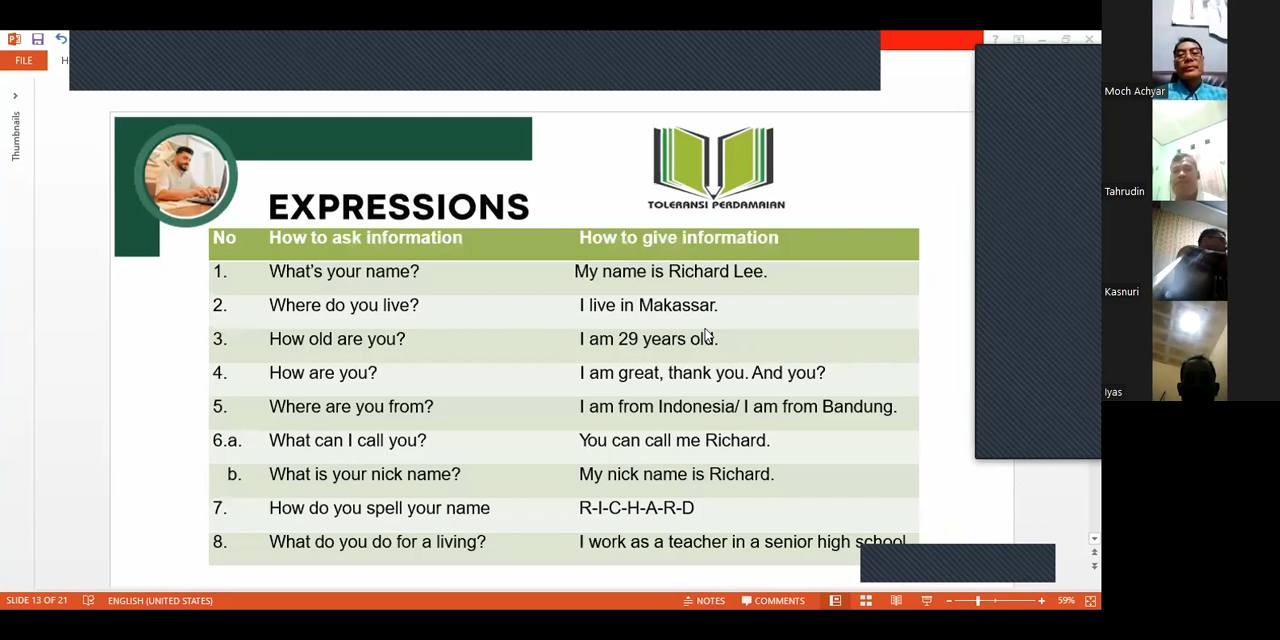 FILE
H
Thumbnails
TOLERANSI PERDAMAIAN
EXPRESSIONS
No How to ask information How to give information
1. What's your name? My name is Richard Lee.
2. Where do you live? I live in Makassar.
3. How old are you? I am 29 years old.
4. How are you? I am great, thank you. And you?
5. Where are you from? I am from Indonesia/ I am from Bandung.
6.a. What can I call you? You can call me Richard.
b. What is your nick name? My nick name is Richard.
7. How do you spell your name R-I-C-H-A-R-D
8. What do you do for a living? I work as a teacher in a senior high school
SLIDE 13 OF 21 ENGLISH (UNITED STATES) NOTES COMMENTS 59%
Moch Achyar
Tahrudin
Kasnuri
Iyas